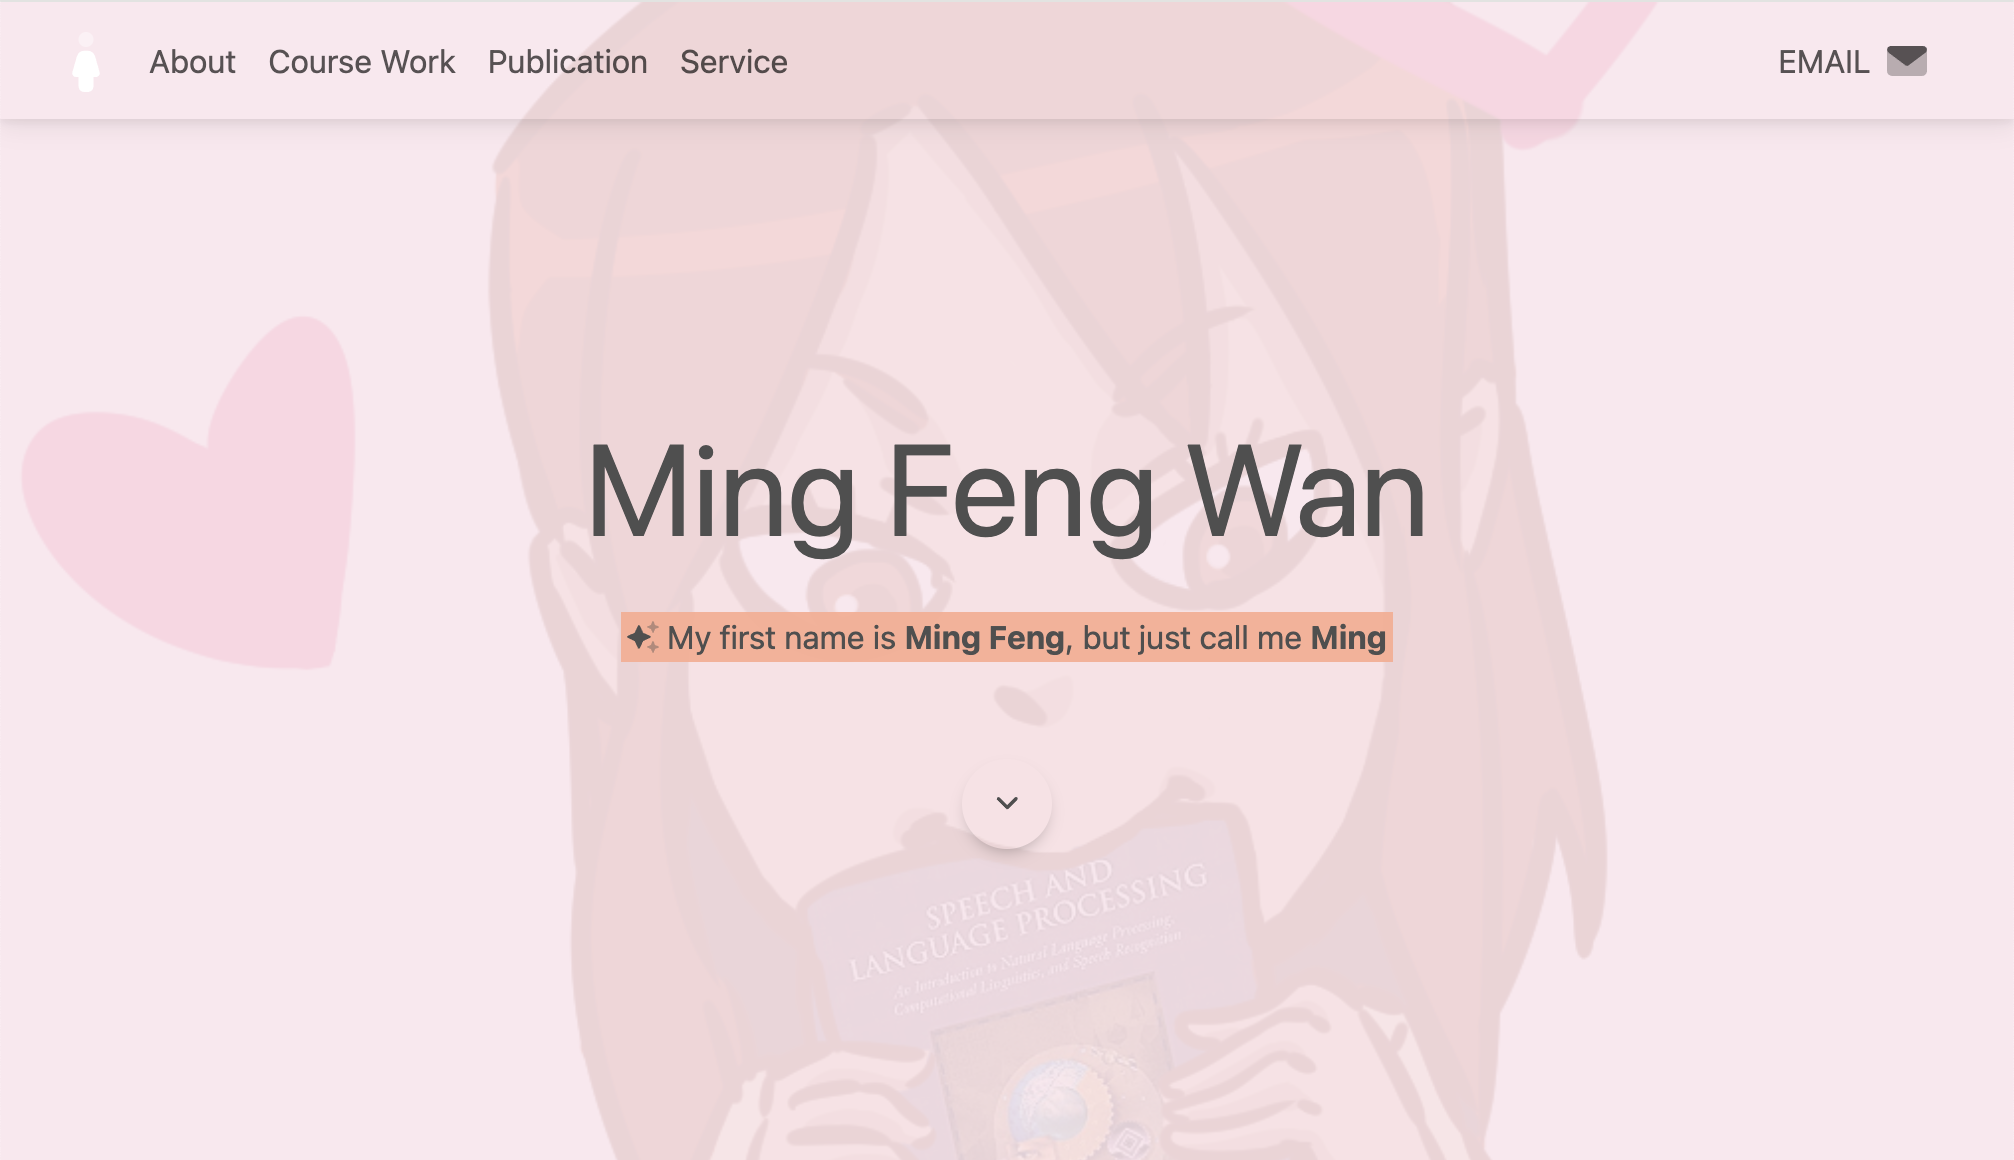 About Course Work Publication Service EMAIL
Ming Feng Wan
My first name is Ming Feng, but just call me Ming
SPEECH AND
LANGUAGE PROCESSING
An Introduction to Natural Language Processing,
Computational Linguistics, and Speech Recognition